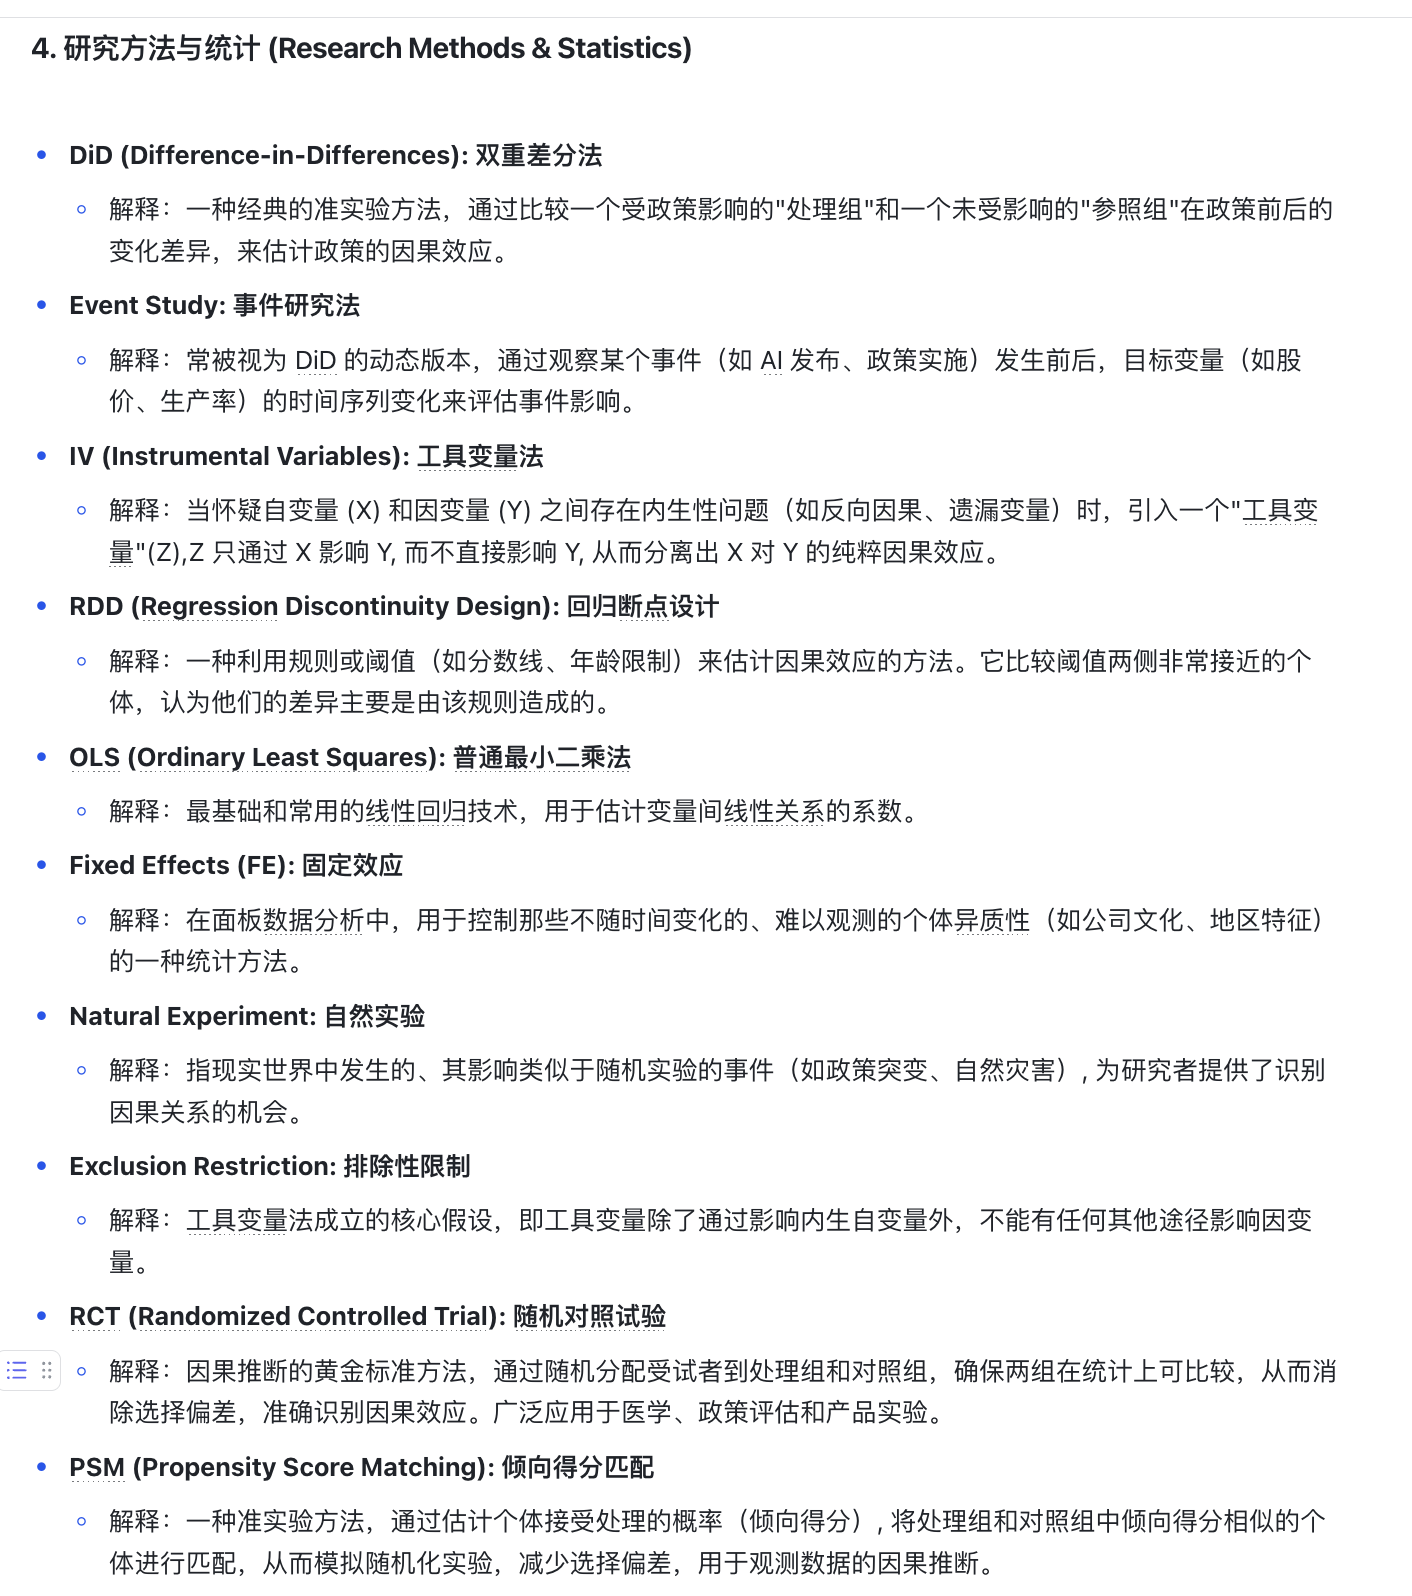 4. 研究方法与统计 (Research Methods & Statistics)
DiD (Difference-in-Differences): 双重差分法
解释：一种经典的准实验方法，通过比较一个受政策影响的"处理组"和一个未受影响的"参照组"在政策前后的
变化差异，来估计政策的因果效应。
Event Study: 事件研究法
解释：常被视为 DiD 的动态版本，通过观察某个事件（如 AI 发布、政策实施）发生前后，目标变量（如股
价、生产率）的时间序列变化来评估事件影响。
IV (Instrumental Variables): 工具变量法
解释：当怀疑自变量 (X) 和因变量 (Y) 之间存在内生性问题（如反向因果、遗漏变量）时，引入一个"工具变
量"(Z),Z 只通过 X 影响 Y, 而不直接影响 Y, 从而分离出 X 对 Y 的纯粹因果效应。
RDD (Regression Discontinuity Design): 回归断点设计
解释：一种利用规则或阈值（如分数线、年龄限制）来估计因果效应的方法。它比较阈值两侧非常接近的个
体，认为他们的差异主要是由该规则造成的。
OLS (Ordinary Least Squares): 普通最小二乘法
解释：最基础和常用的线性回归技术，用于估计变量间线性关系的系数。
Fixed Effects (FE): 固定效应
解释：在面板数据分析中，用于控制那些不随时间变化的、难以观测的个体异质性（如公司文化、地区特征）
的一种统计方法。
Natural Experiment: 自然实验
解释：指现实世界中发生的、其影响类似于随机实验的事件（如政策突变、自然灾害）, 为研究者提供了识别
因果关系的机会。
Exclusion Restriction: 排除性限制
解释：工具变量法成立的核心假设，即工具变量除了通过影响内生自变量外，不能有任何其他途径影响因变
量。
RCT (Randomized Controlled Trial): 随机对照试验
解释：因果推断的黄金标准方法，通过随机分配受试者到处理组和对照组，确保两组在统计上可比较，从而消
除选择偏差，准确识别因果效应。广泛应用于医学、政策评估和产品实验。
PSM (Propensity Score Matching): 倾向得分匹配
解释：一种准实验方法，通过估计个体接受处理的概率（倾向得分）, 将处理组和对照组中倾向得分相似的个
体进行匹配，从而模拟随机化实验，减少选择偏差，用于观测数据的因果推断。